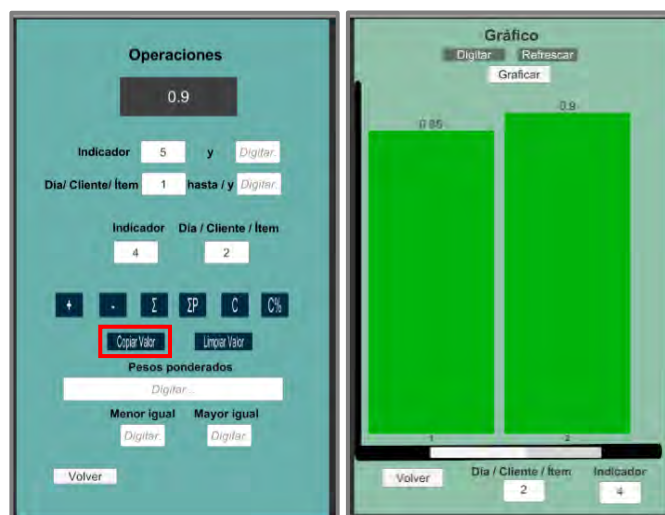 Operaciones
0.9
Indicador 5 y Digitar.
Dia/ Cliente/ Ítem 1 hasta / y Digitar.
Indicador Día / Cliente / Ítem
4 2
+ - Σ ΣP C C%
Copiar Valor Limpiar Valor
Pesos ponderados
Digitar...
Menor igual Mayor igual
Digitar. Digitar.
Volver
Gráfico
Digitar Refrescar
Graficar
0.85 0.9
1 2
Volver Día / Cliente / Ítem Indicador
2 4